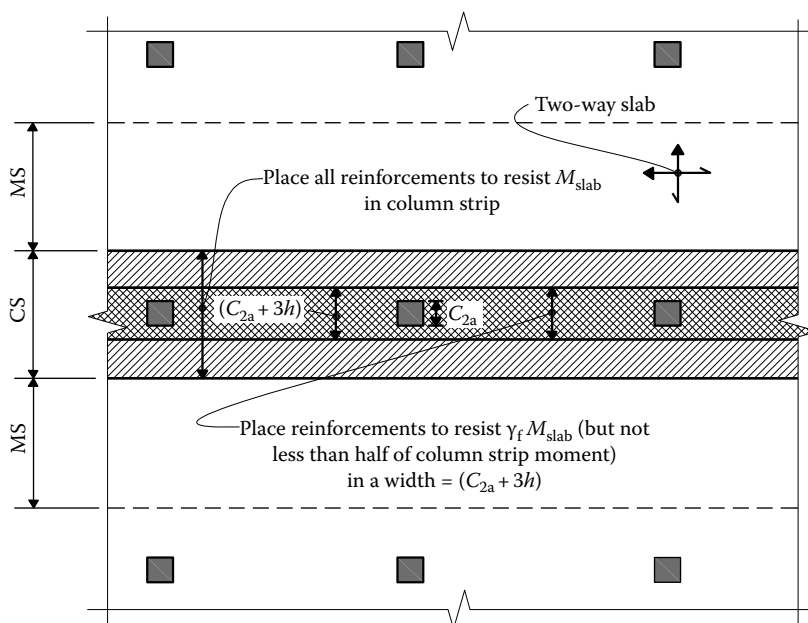 Two-way slab
MS
Place all reinforcements to resist M_slab
in column strip
CS
(C_2a + 3h)
C_2a
MS
Place reinforcements to resist γ_f M_slab (but not
less than half of column strip moment)
in a width = (C_2a + 3h)